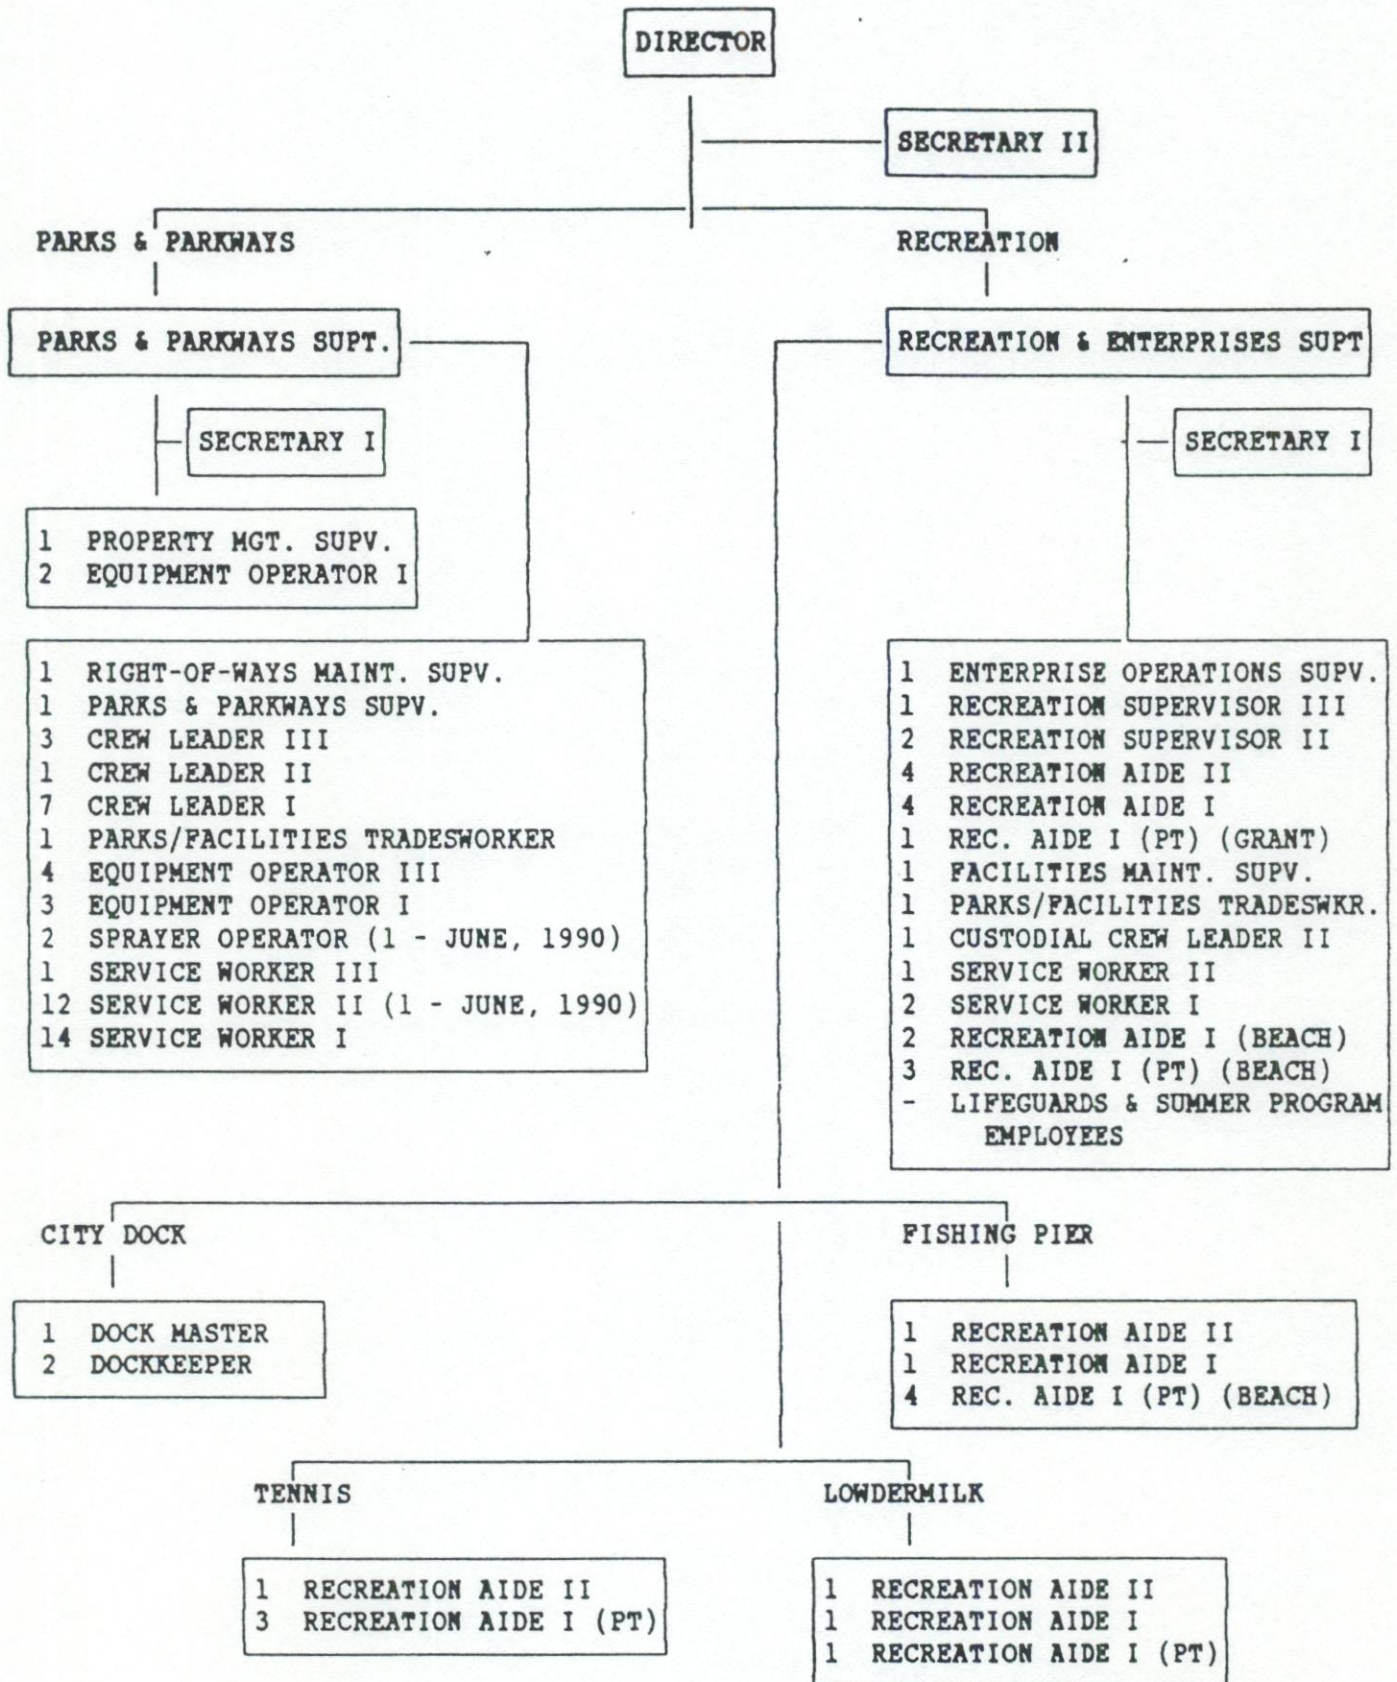 DIRECTOR
SECRETARY II
PARKS & PARKWAYS
RECREATION
PARKS & PARKWAYS SUPT.
RECREATION & ENTERPRISES SUPT
SECRETARY I
SECRETARY I
1 PROPERTY MGT. SUPV.
2 EQUIPMENT OPERATOR I
1 RIGHT-OF-WAYS MAINT. SUPV.
1 PARKS & PARKWAYS SUPV.
3 CREW LEADER III
1 CREW LEADER II
7 CREW LEADER I
1 PARKS/FACILITIES TRADESWORKER
4 EQUIPMENT OPERATOR III
3 EQUIPMENT OPERATOR I
2 SPRAYER OPERATOR (1 - JUNE, 1990)
1 SERVICE WORKER III
12 SERVICE WORKER II (1 - JUNE, 1990)
14 SERVICE WORKER I
1 ENTERPRISE OPERATIONS SUPV.
1 RECREATION SUPERVISOR III
2 RECREATION SUPERVISOR II
4 RECREATION AIDE II
4 RECREATION AIDE I
1 REC. AIDE I (PT) (GRANT)
1 FACILITIES MAINT. SUPV.
1 PARKS/FACILITIES TRADESWKR.
1 CUSTODIAL CREW LEADER II
1 SERVICE WORKER II
2 SERVICE WORKER I
2 RECREATION AIDE I (BEACH)
3 REC. AIDE I (PT) (BEACH)
- LIFEGUARDS & SUMMER PROGRAM
EMPLOYEES
CITY DOCK
FISHING PIER
1 DOCK MASTER
2 DOCKKEEPER
1 RECREATION AIDE II
1 RECREATION AIDE I
4 REC. AIDE I (PT) (BEACH)
TENNIS
LOWDERMILK
1 RECREATION AIDE II
3 RECREATION AIDE I (PT)
1 RECREATION AIDE II
1 RECREATION AIDE I
1 RECREATION AIDE I (PT)